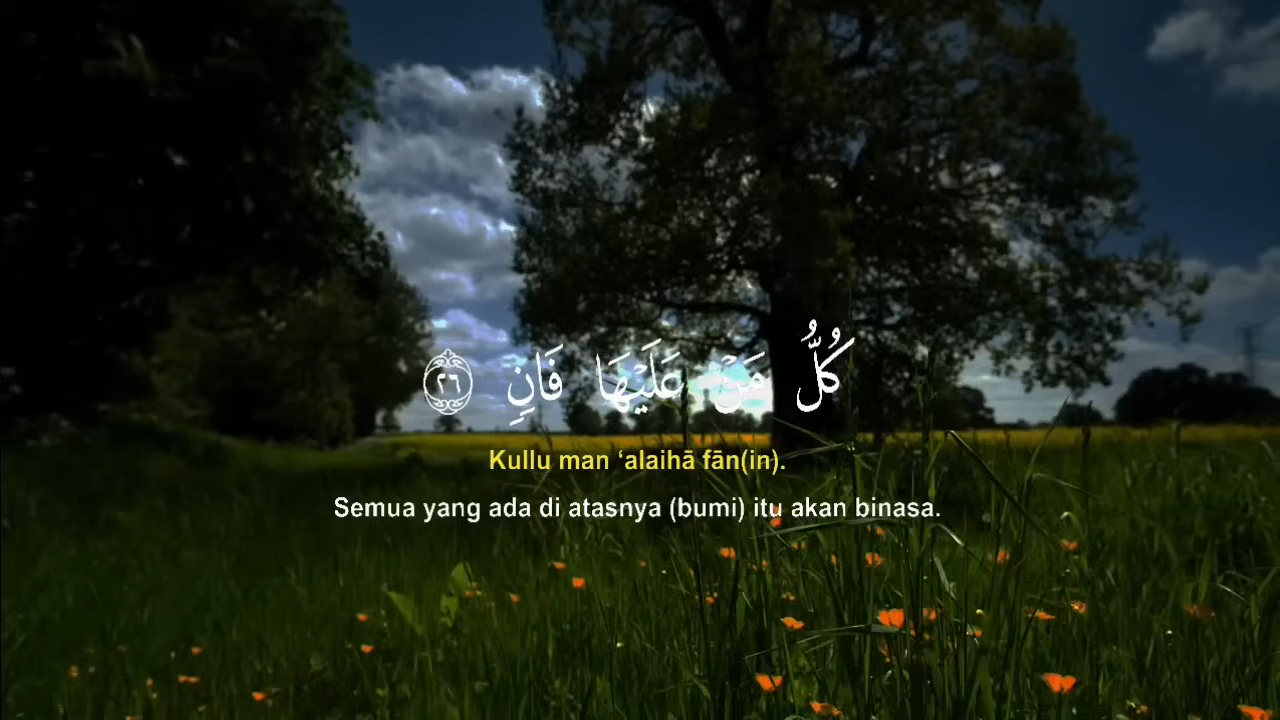 كُلُّ مَنْ عَلَيْهَا فَانٍ ٢٦
Kullu man ‘alaihā fān(in).
Semua yang ada di atasnya (bumi) itu akan binasa.